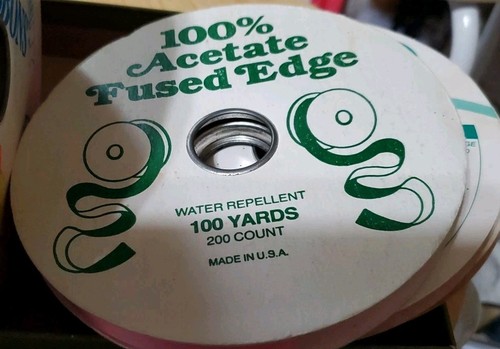 100%
Acetate
Fused Edge
WATER REPELLENT
100 YARDS
200 COUNT
MADE IN U.S.A.